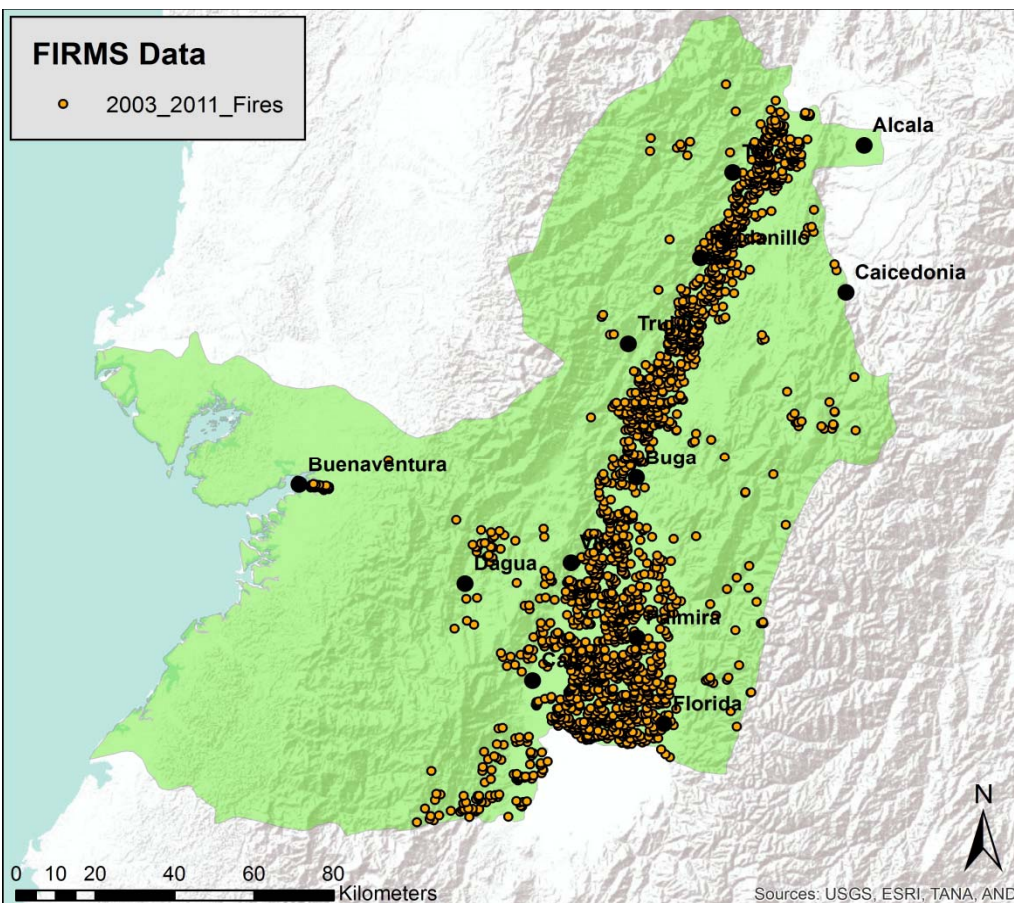 FIRMS Data
2003_2011_Fires
Alcala
Caicedonia
Buga
Buenaventura
Dagua
Palmira
Florida
N
0 10 20 40 60 80
Kilometers
Sources: USGS, ESRI, TANA, AND